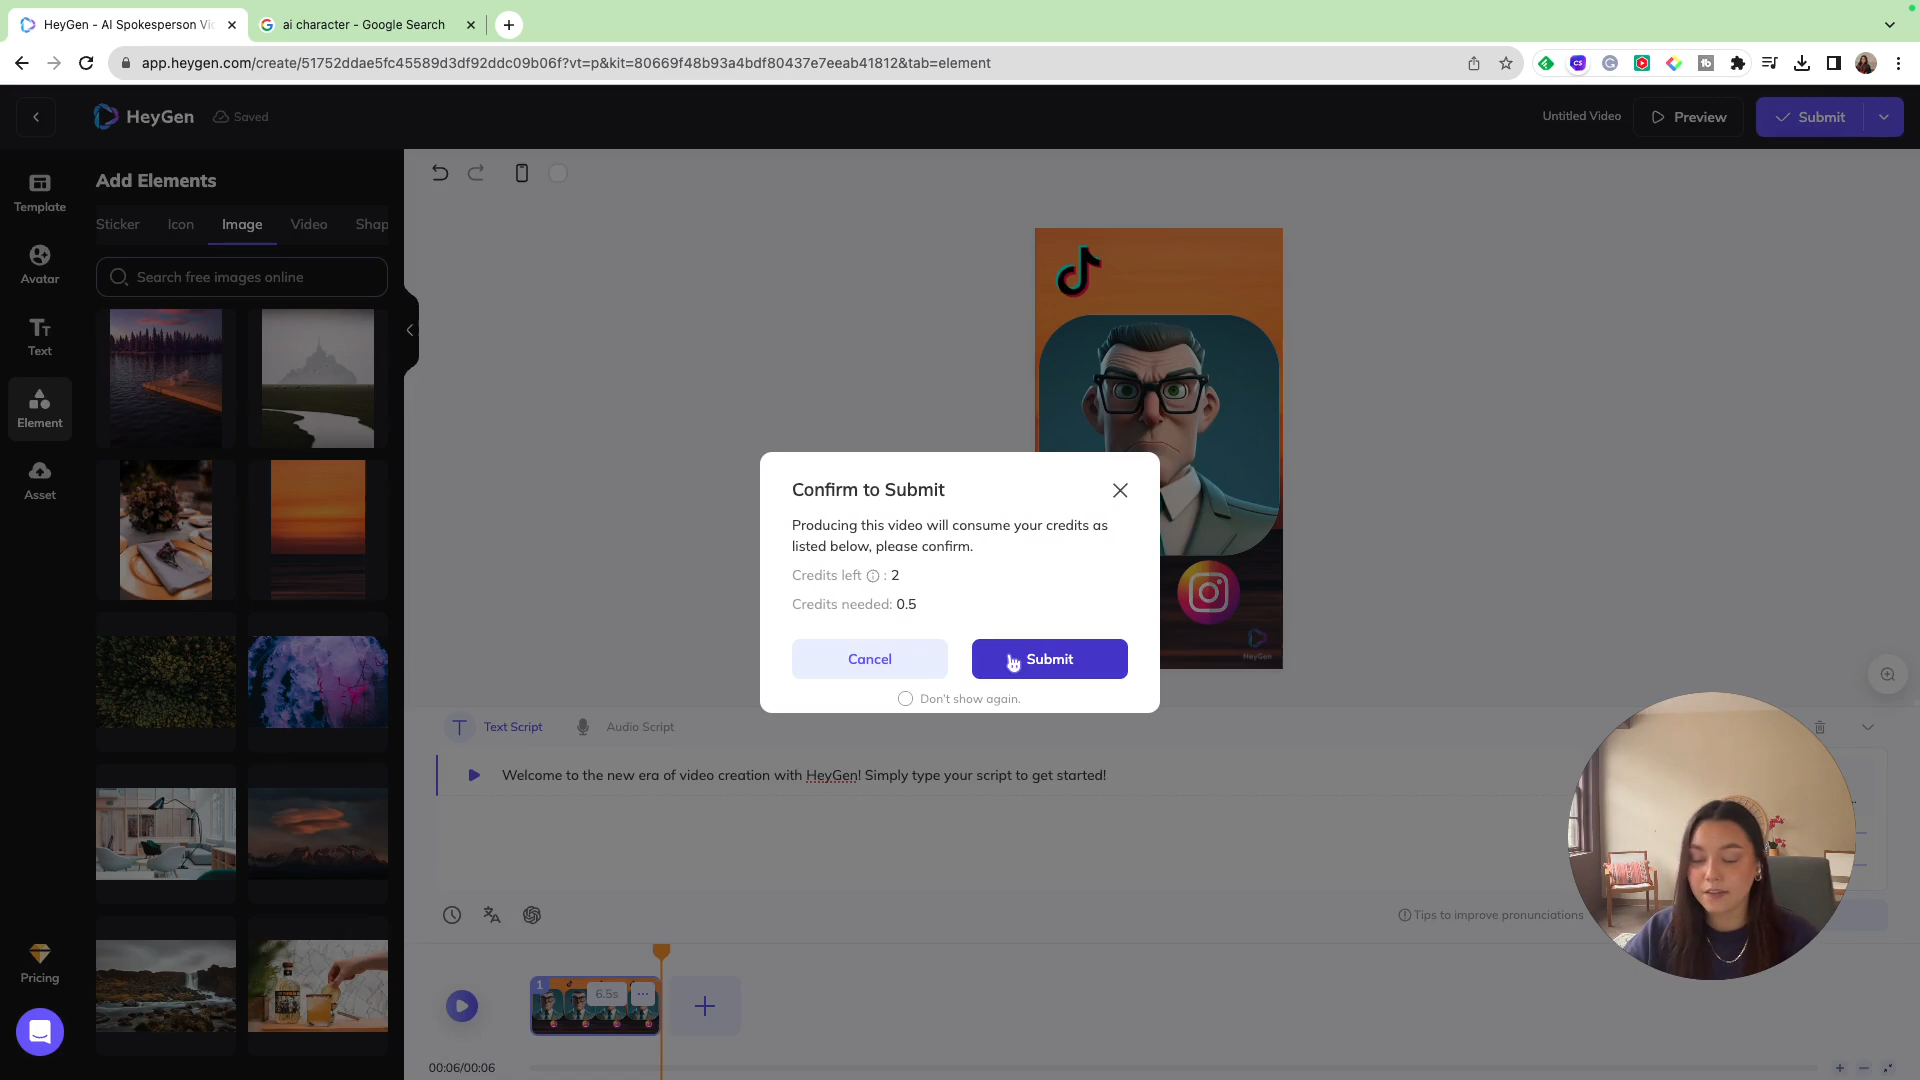 HeyGen - AI Spokesperson Vi
ai character - Google Search
app.heygen.com/create/51752ddae5fc45589d3df92ddc09b06f?vt=p&kit=80669f48b93a4bdf80437e7eeab41812&tab=element
HeyGen
Saved
Untitled Video
Preview
Submit
Template
Avatar
Text
Element
Asset
Pricing
Add Elements
Sticker
Icon
Image
Video
Shap
Search free images online
Confirm to Submit
Producing this video will consume your credits as
listed below, please confirm.
Credits left : 2
Credits needed: 0.5
Cancel
Submit
Don't show again.
HeyGen
Text Script
Audio Script
Welcome to the new era of video creation with HeyGen! Simply type your script to get started!
Tips to improve pronunciations
1
6.5s
00:06/00:06